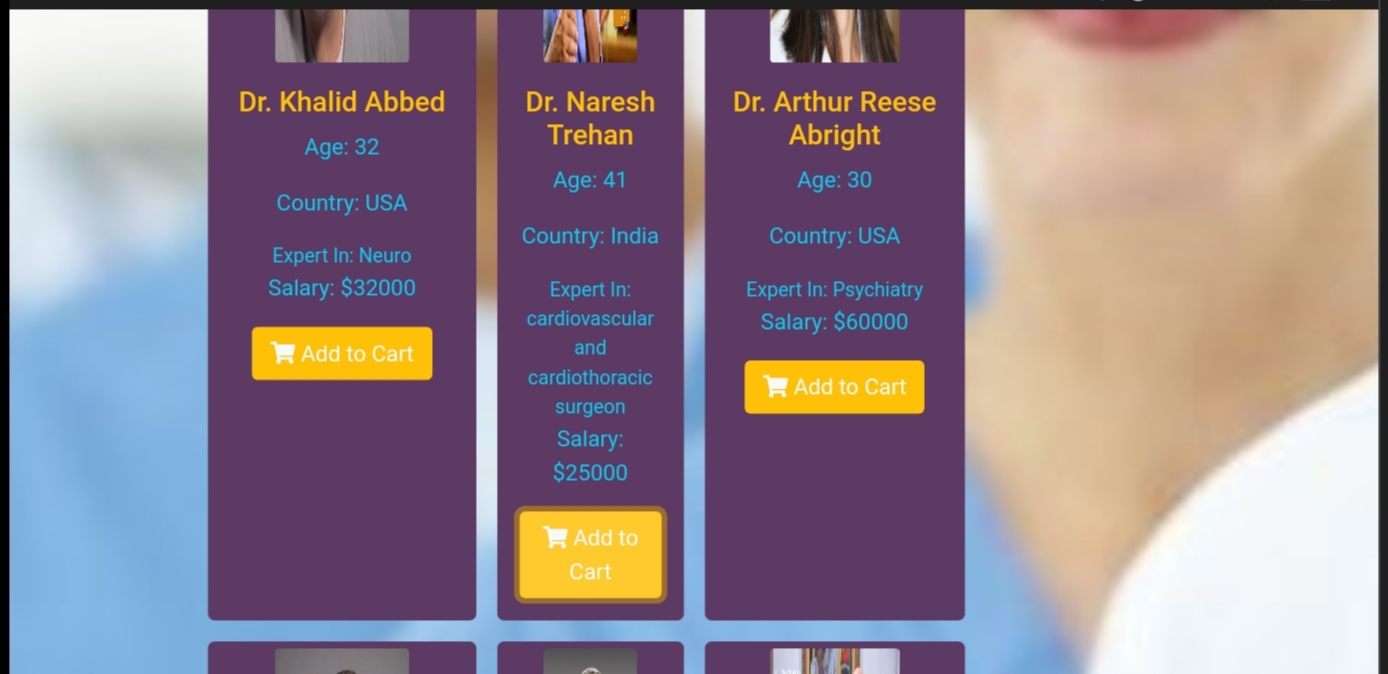 Dr. Khalid Abbed
Age: 32
Country: USA
Expert In: Neuro
Salary: $32000
Add to Cart
Dr. Naresh
Trehan
Age: 41
Country: India
Expert In:
cardiovascular
and
cardiothoracic
surgeon
Salary:
$25000
Add to
Cart
Dr. Arthur Reese
Abright
Age: 30
Country: USA
Expert In: Psychiatry
Salary: $60000
Add to Cart